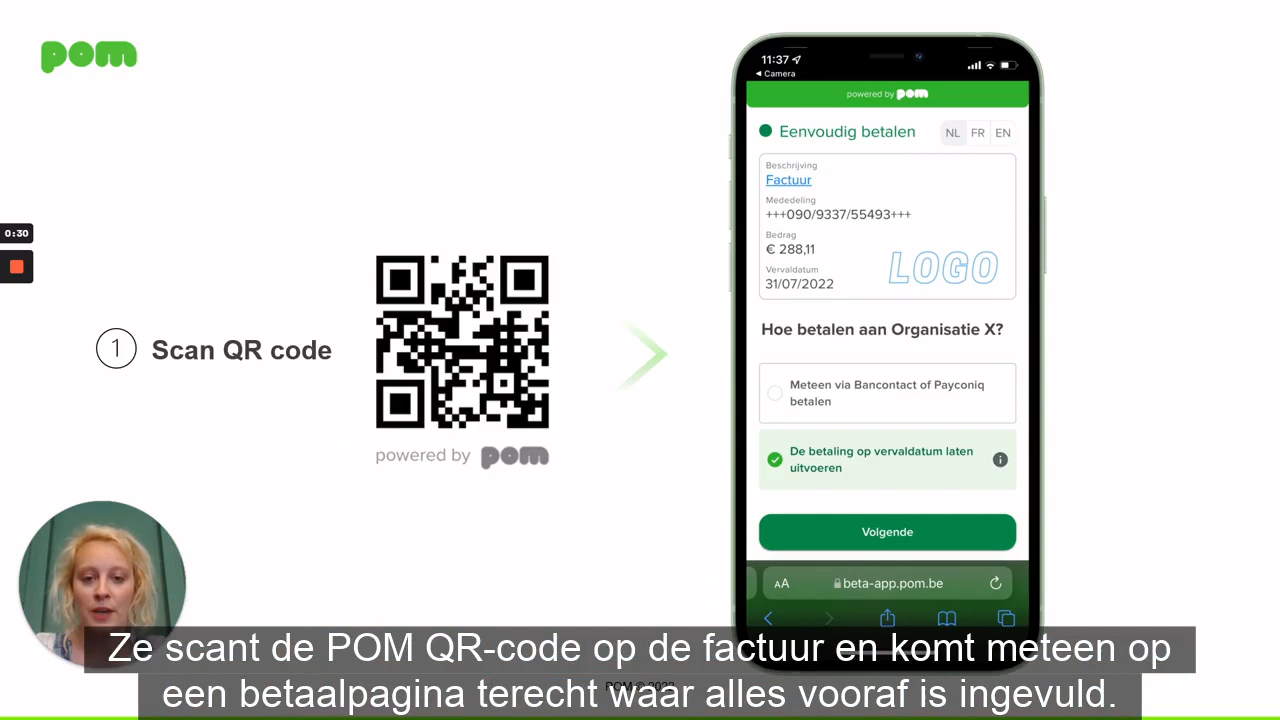 pom
11:37
Camera
powered by pom
Eenvoudig betalen
NL FR EN
Beschrijving
Factuur
Mededeling
+++090/9337/55493+++
Bedrag
€ 288,11
Vervaldatum
31/07/2022
LOGO
Hoe betalen aan Organisatie X?
Meteen via Bancontact of Payconiq
betalen
De betaling op vervaldatum laten
uitvoeren
Volgende
AA beta-app.pom.be
0:30
1 Scan QR code
powered by pom
Ze scant de POM QR-code op de factuur en komt meteen op
een betaalpagina terecht waar alles vooraf is ingevuld.
POM © 2022